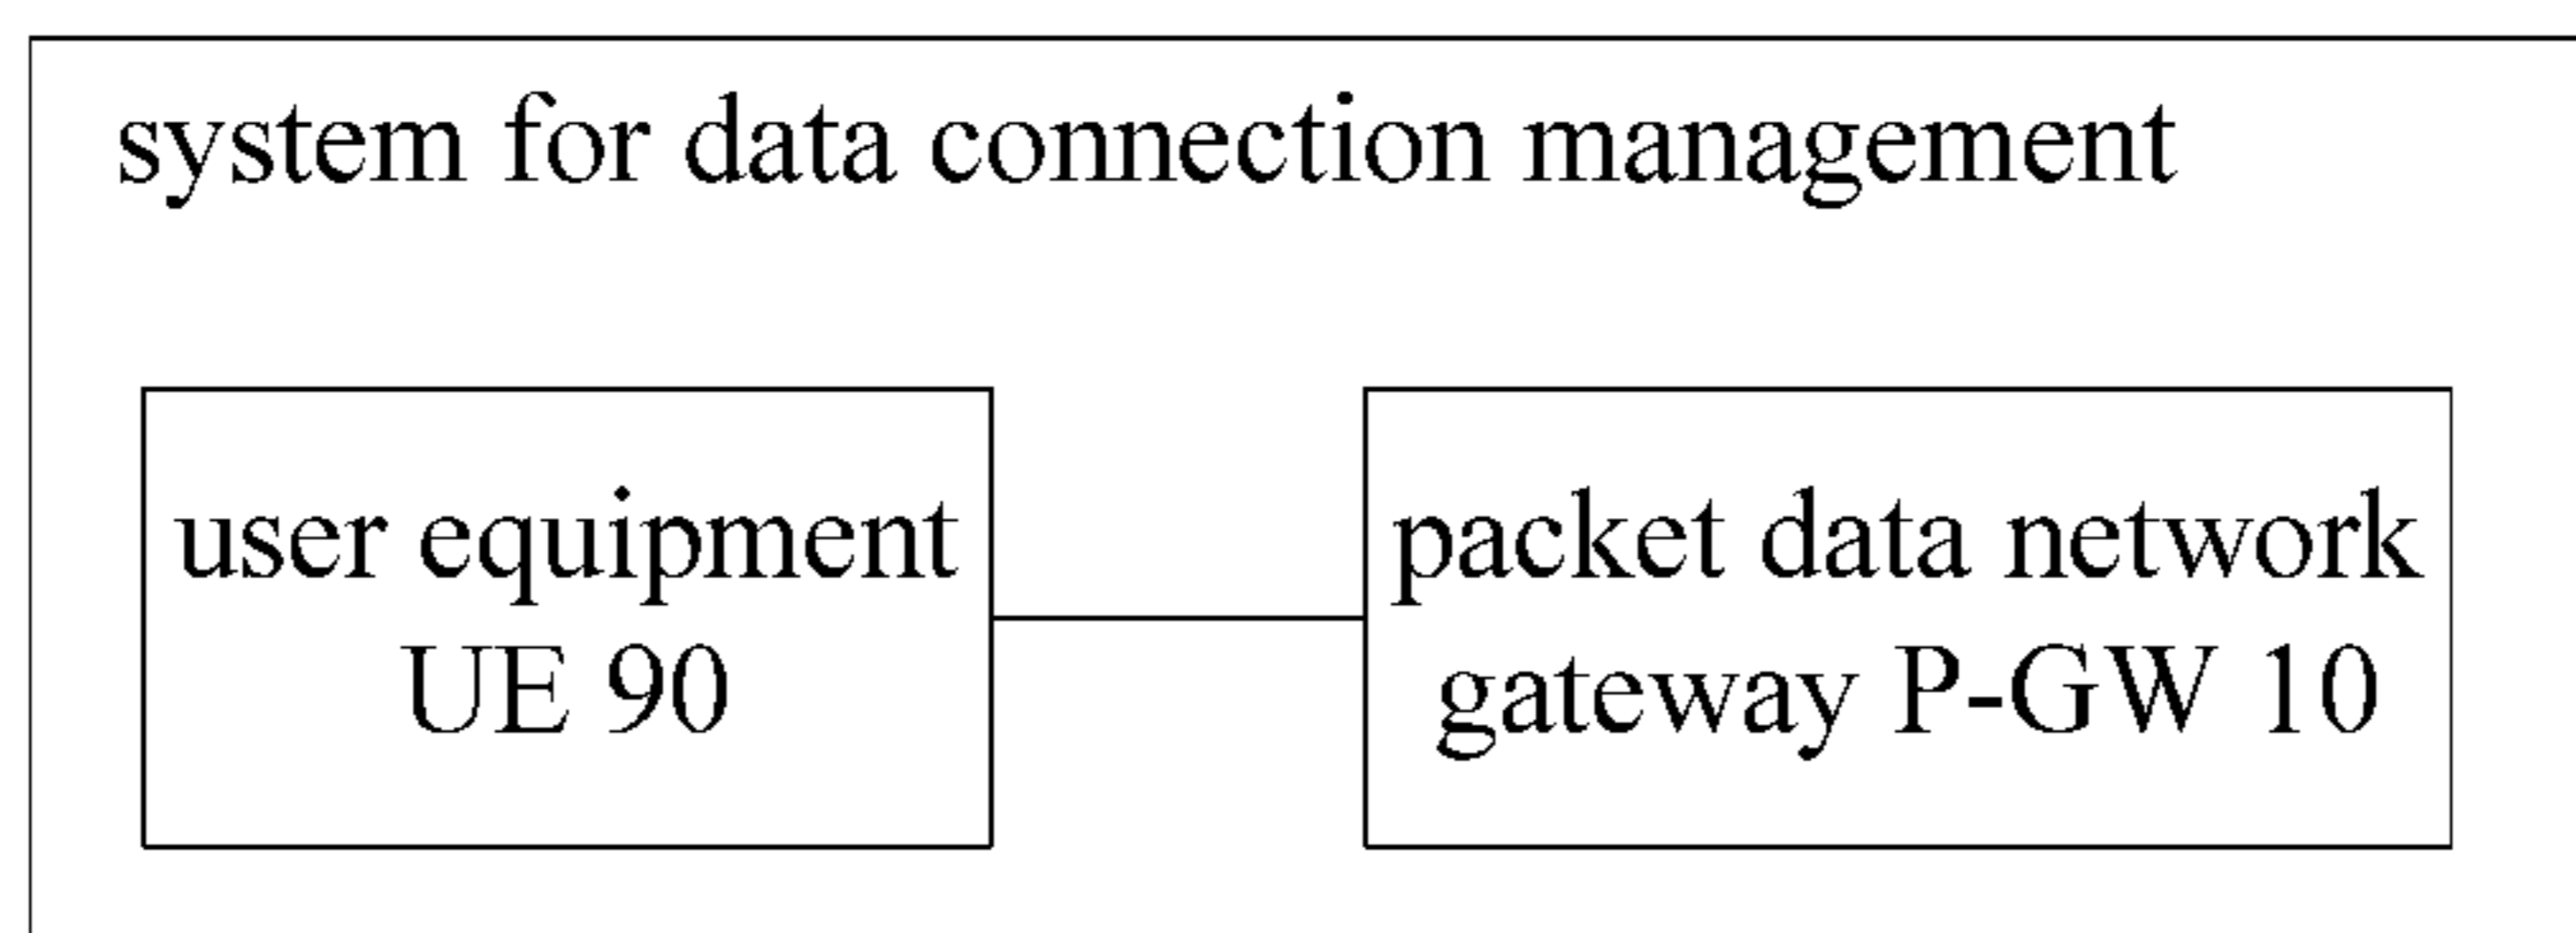 system for data connection management
user equipment
UE 90
packet data network
gateway P-GW 10